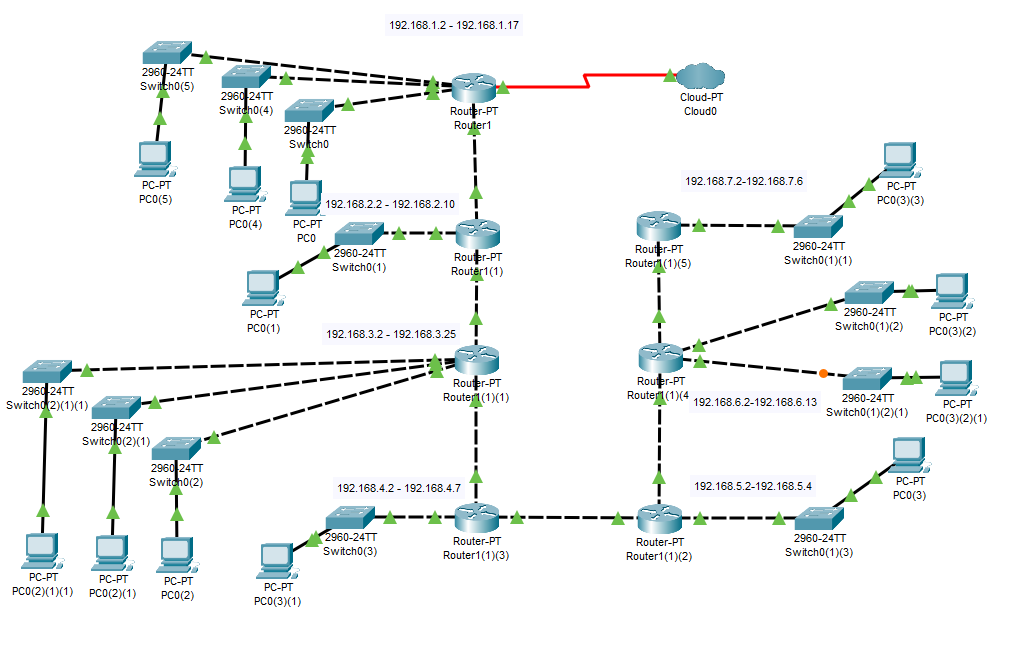 192.168.1.2 - 192.168.1.17
2960-24TT
Switch0(5)
2960-24TT
Switch0(4)
2960-24TT
Switch0
Router-PT
Router1
Cloud-PT
Cloud0
PC-PT
PC0(5)
PC-PT
PC0(4)
PC-PT
PC0
192.168.2.2 - 192.168.2.10
2960-24TT
Switch0(1)
Router-PT
Router1(1)
PC-PT
PC0(1)
192.168.7.2-192.168.7.6
PC-PT
PC0(3)(3)
Router-PT
Router1(1)(5)
2960-24TT
Switch0(1)(1)
192.168.3.2 - 192.168.3.25
2960-24TT
Switch0(1)(2)
PC-PT
PC0(3)(2)
2960-24TT
Switch0(2)(1)(1)
2960-24TT
Switch0(2)(1)
2960-24TT
Switch0(2)
Router-PT
Router1(1)(1)
Router-PT
Router1(1)(4
192.168.6.2-192.168.6.13
2960-24TT
Switch0(1)(2)(1)
PC-PT
PC0(3)(2)(1)
192.168.4.2 - 192.168.4.7
192.168.5.2-192.168.5.4
PC-PT
PC0(3)
2960-24TT
Switch0(3)
Router-PT
Router1(1)(3)
Router-PT
Router1(1)(2)
2960-24TT
Switch0(1)(3)
PC-PT
PC0(2)(1)(1)
PC-PT
PC0(2)(1)
PC-PT
PC0(2)
PC-PT
PC0(3)(1)